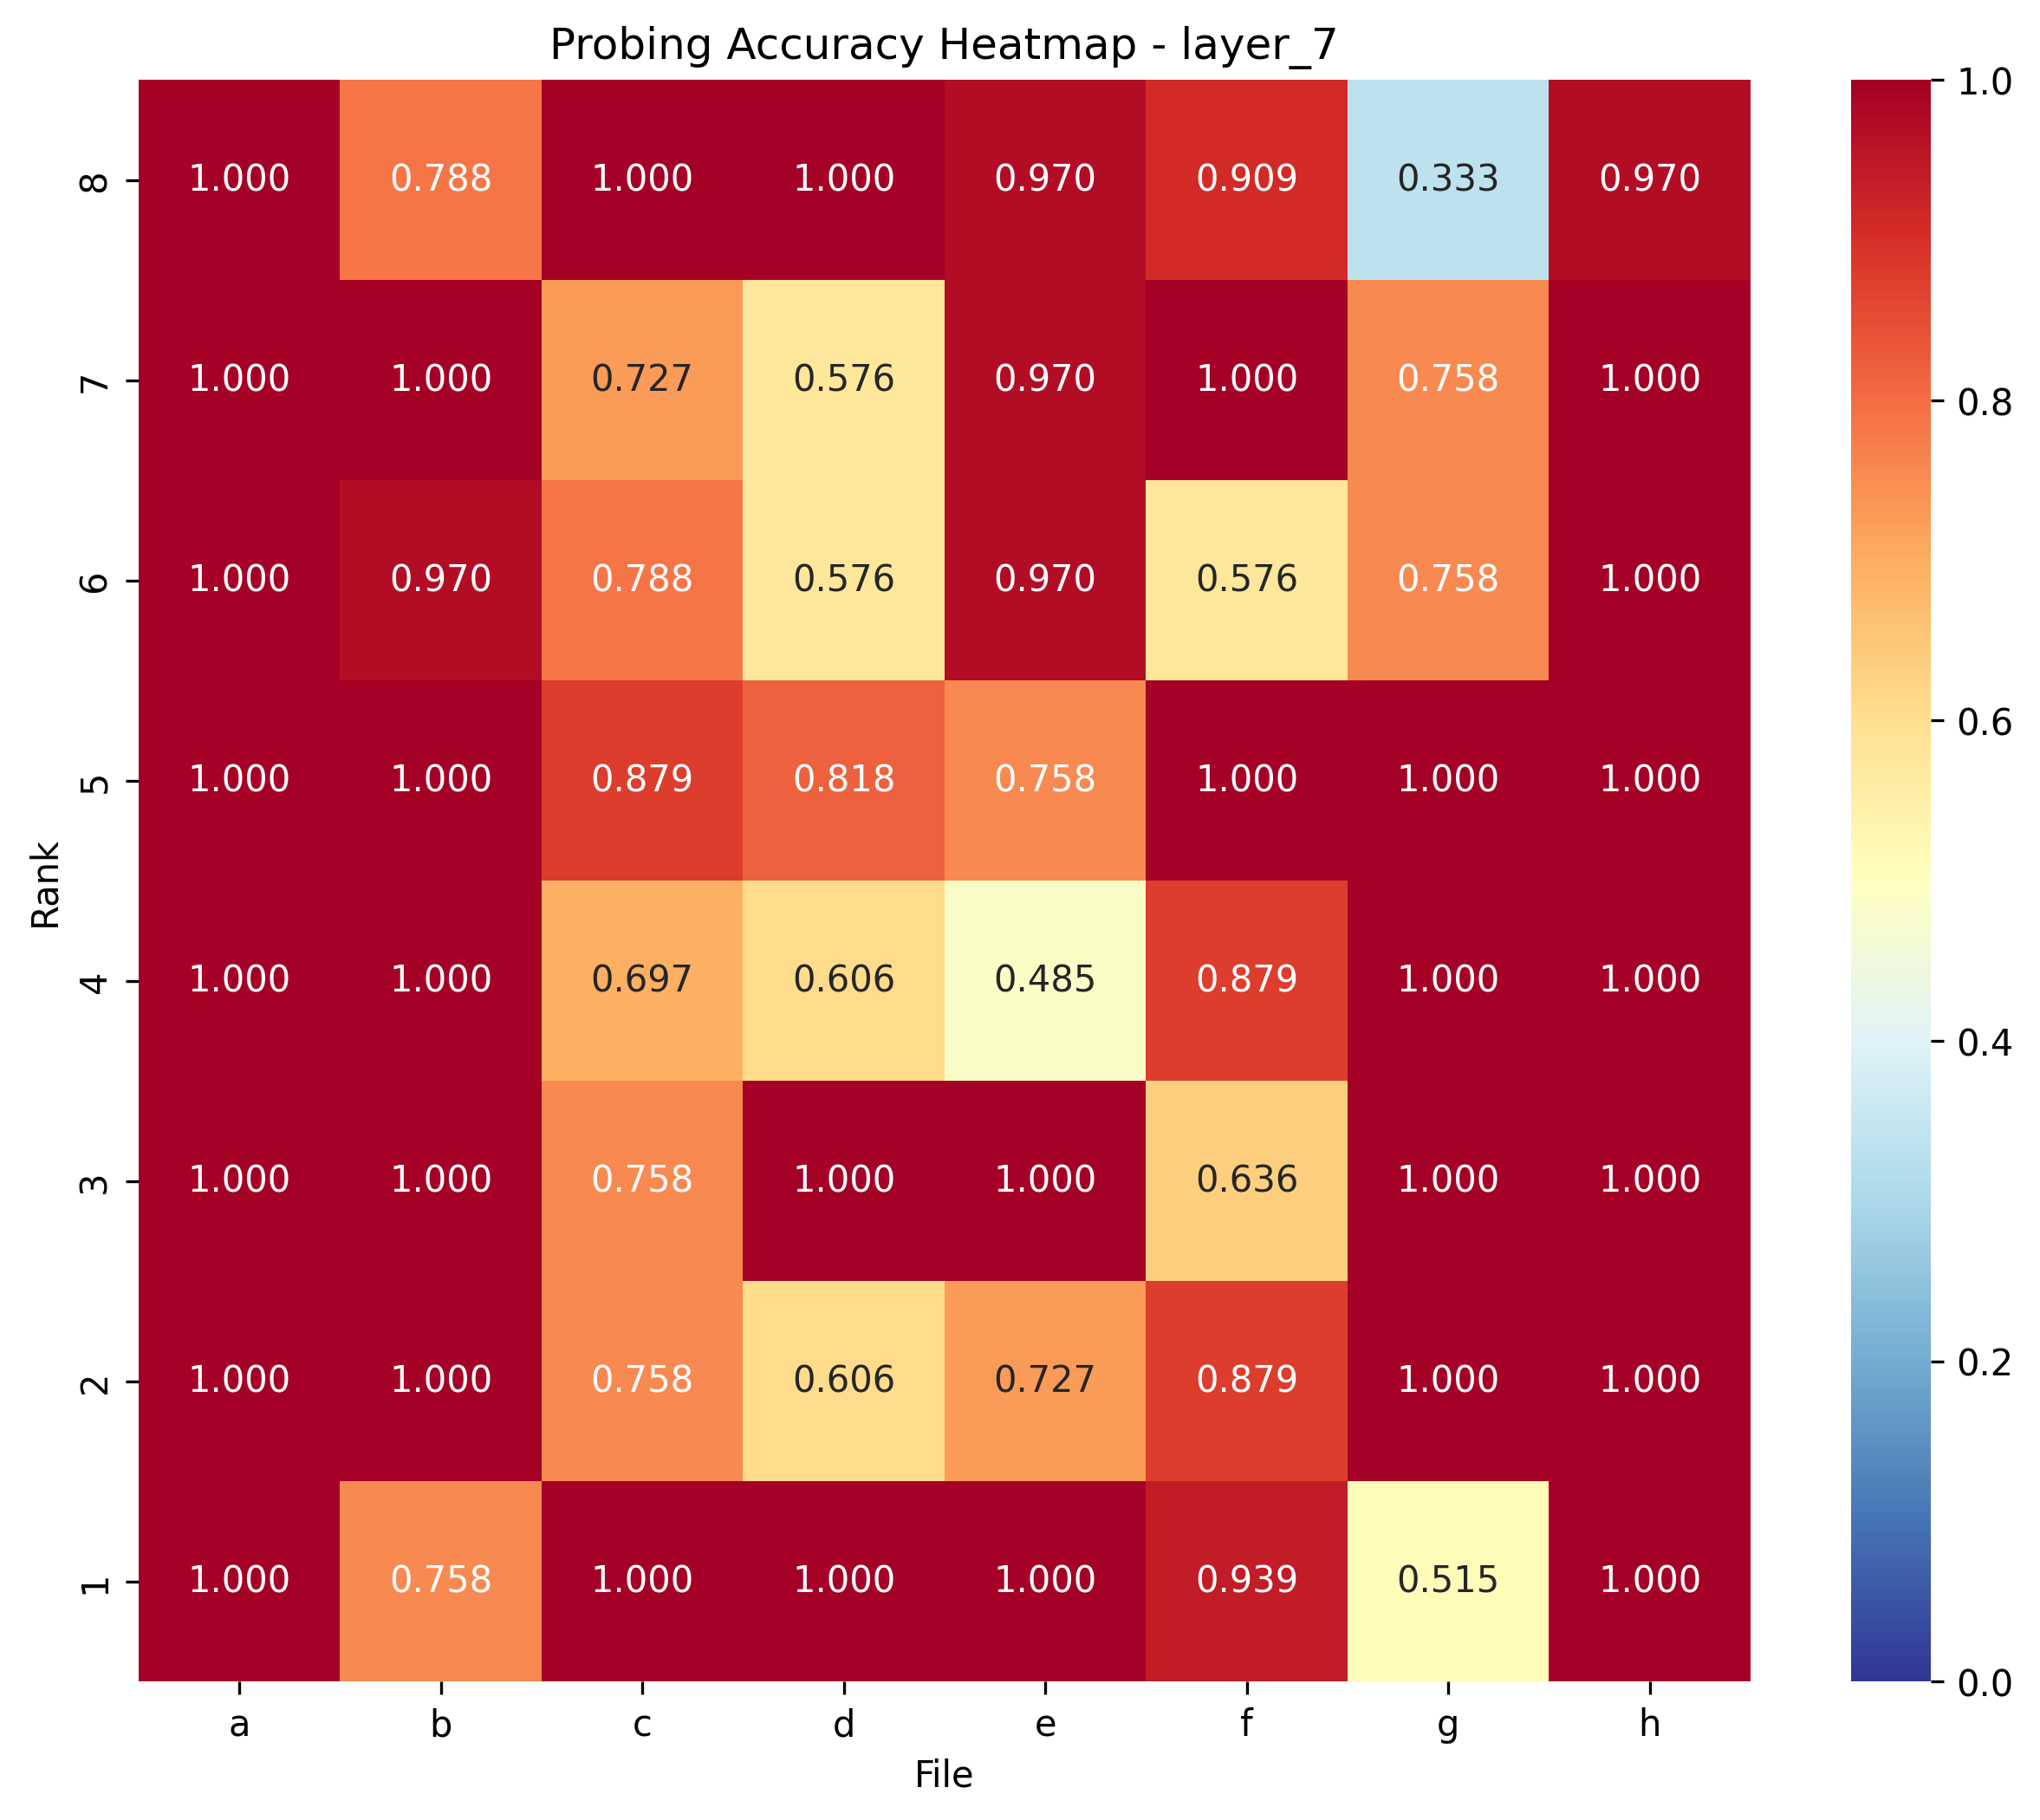 Probing Accuracy Heatmap - layer_7
8 1.000 0.788 1.000 1.000 0.970 0.909 0.333 0.970
7 1.000 1.000 0.727 0.576 0.970 1.000 0.758 1.000
6 1.000 0.970 0.788 0.576 0.970 0.576 0.758 1.000
5 1.000 1.000 0.879 0.818 0.758 1.000 1.000 1.000
4 1.000 1.000 0.697 0.606 0.485 0.879 1.000 1.000
3 1.000 1.000 0.758 1.000 1.000 0.636 1.000 1.000
2 1.000 1.000 0.758 0.606 0.727 0.879 1.000 1.000
1 1.000 0.758 1.000 1.000 1.000 0.939 0.515 1.000
a b c d e f g h
File
Rank
1.0
0.8
0.6
0.4
0.2
0.0